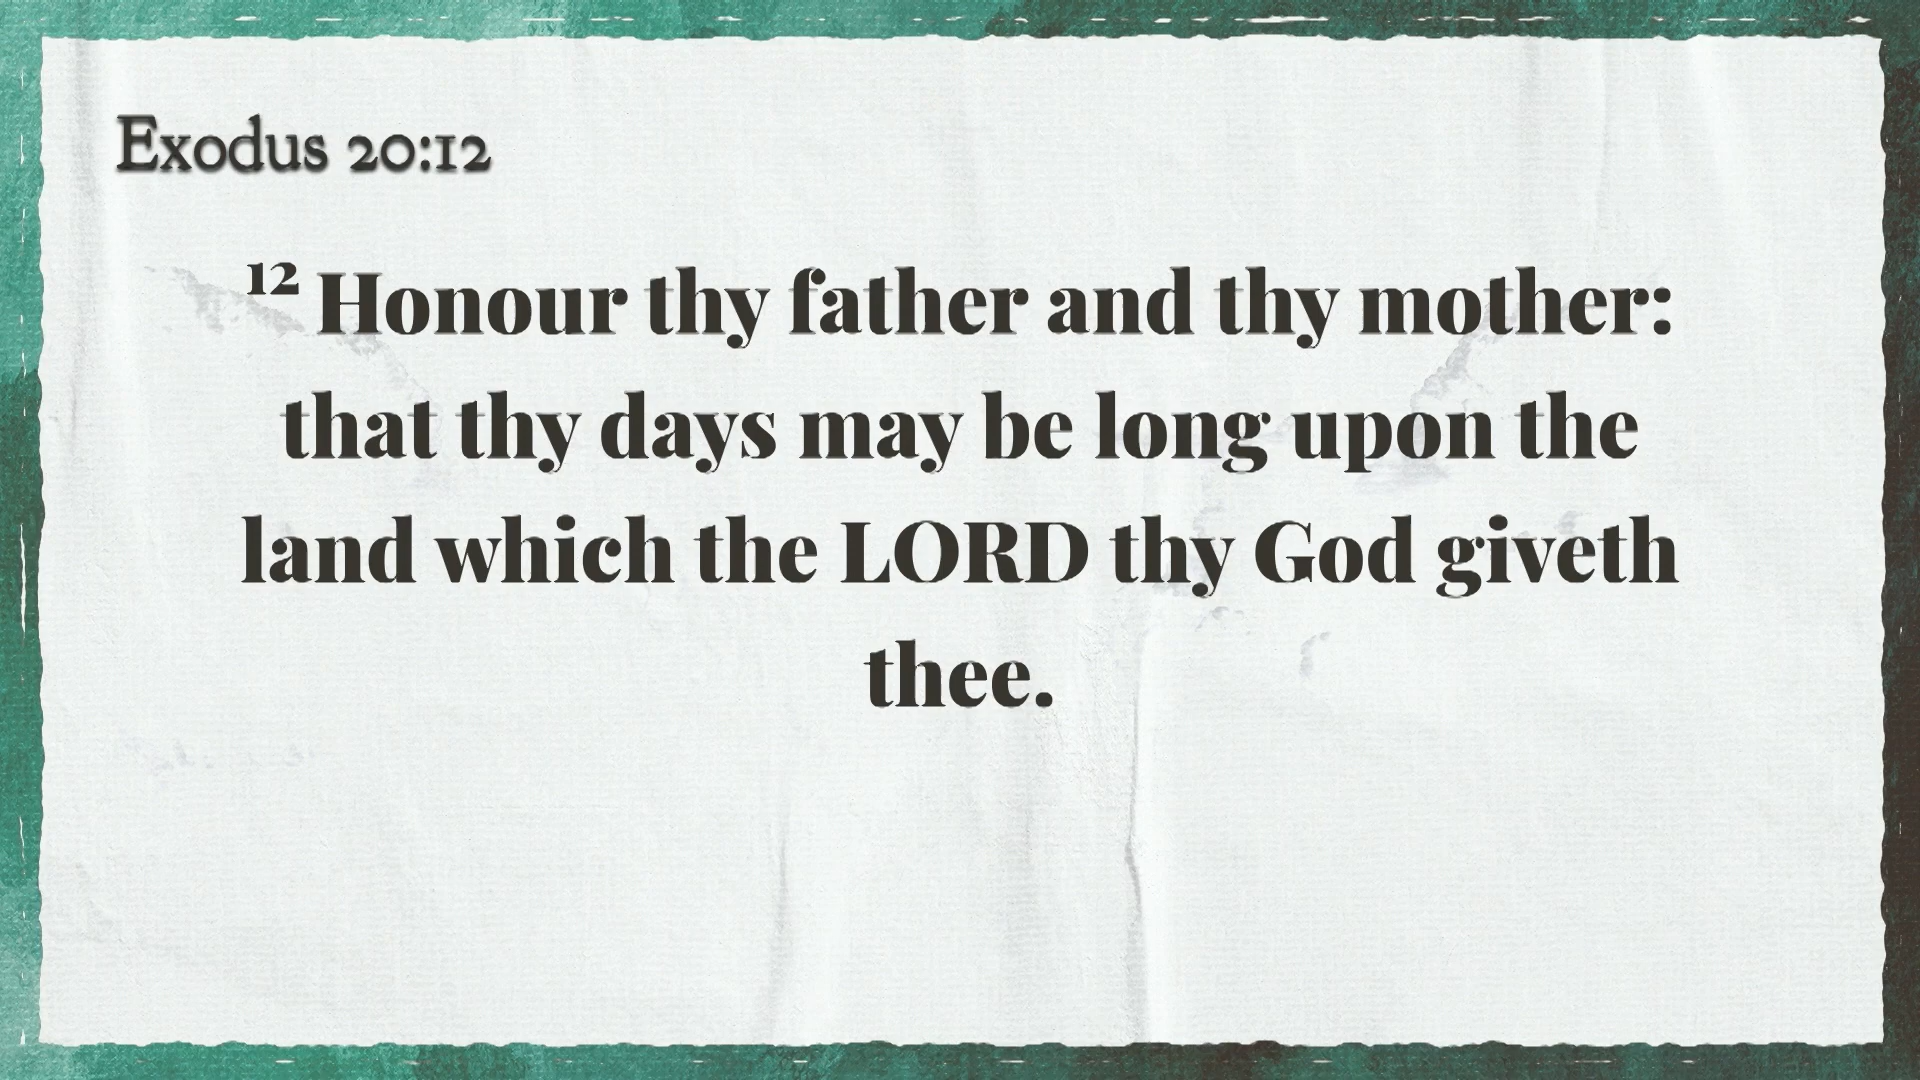 Exodus 20:12
¹² Honour thy father and thy mother:
that thy days may be long upon the
land which the LORD thy God giveth
thee.